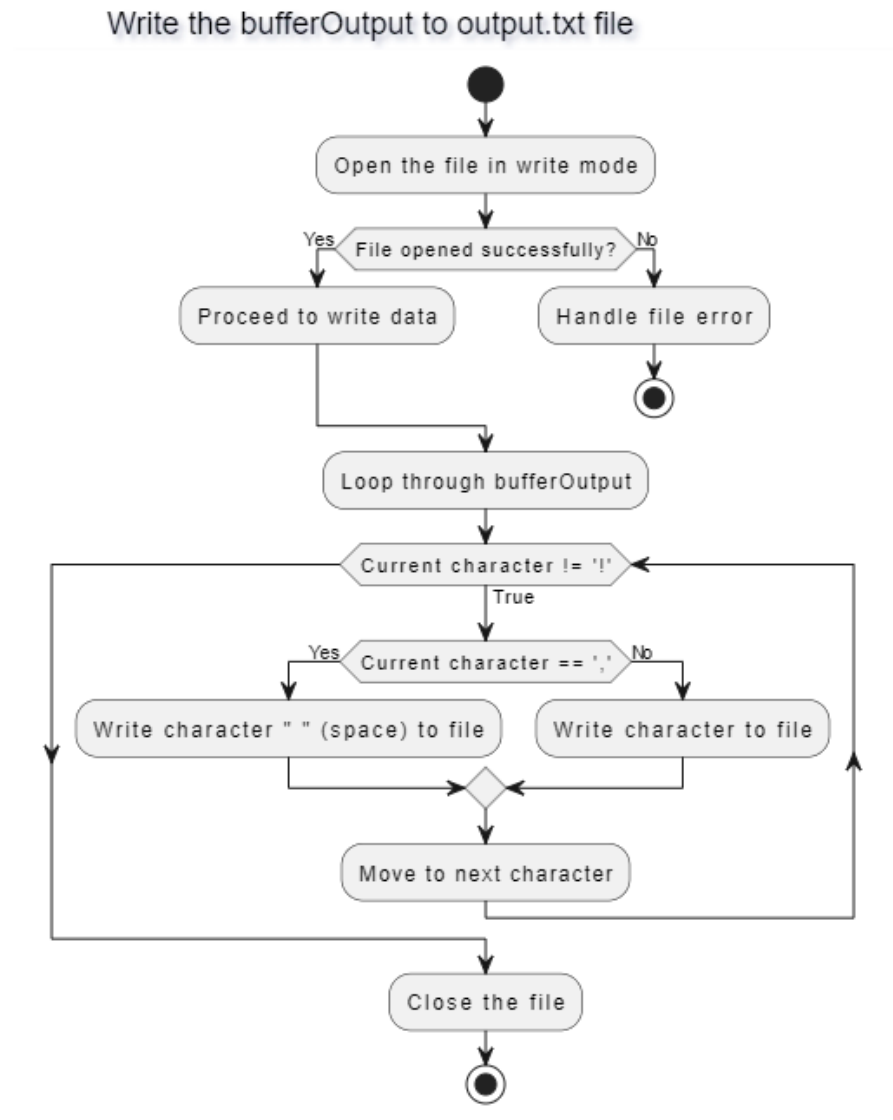 Write the bufferOutput to output.txt file
Open the file in write mode
Yes
File opened successfully?
No
Proceed to write data
Handle file error
Loop through bufferOutput
Current character != '!'
True
Yes
Current character == ','
No
Write character " " (space) to file
Write character to file
Move to next character
Close the file